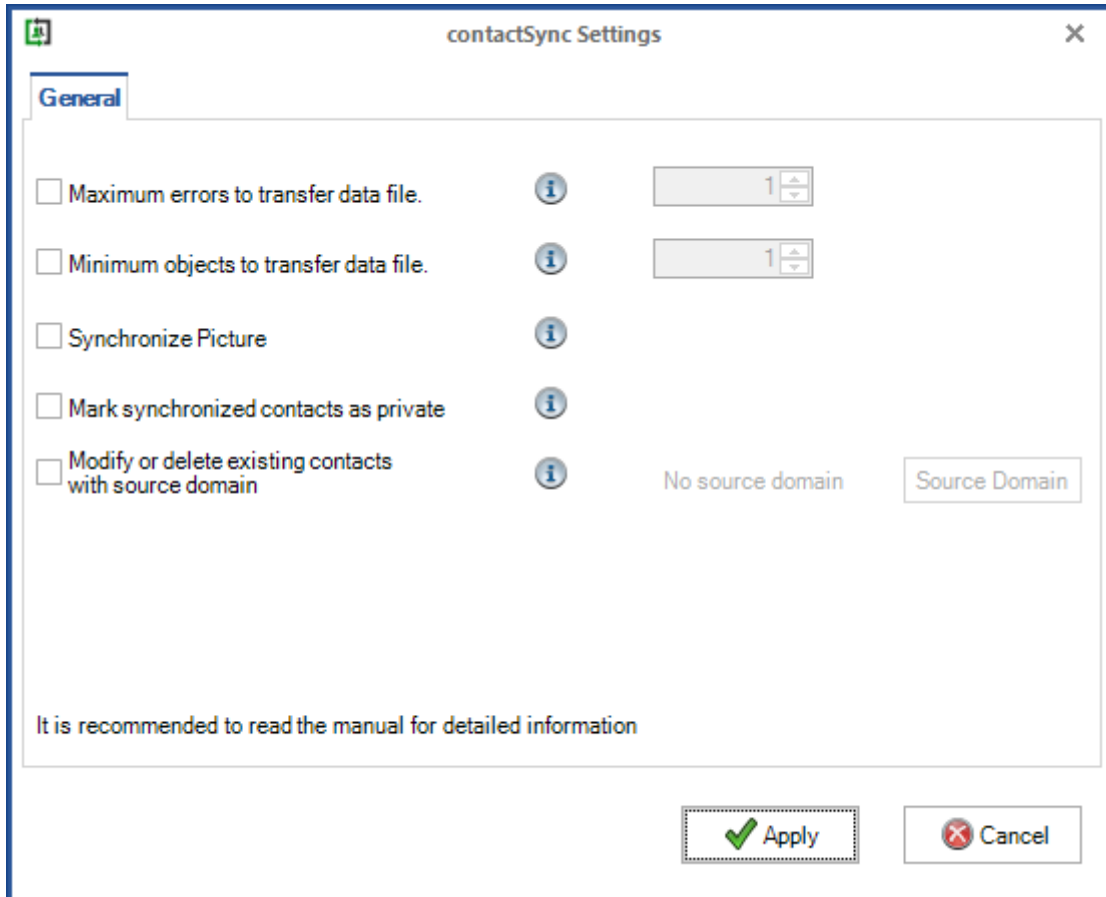 contactSync Settings
General
Maximum errors to transfer data file.
1
Minimum objects to transfer data file.
1
Synchronize Picture
Mark synchronized contacts as private
Modify or delete existing contacts
with source domain
No source domain
Source Domain
It is recommended to read the manual for detailed information
Apply
Cancel